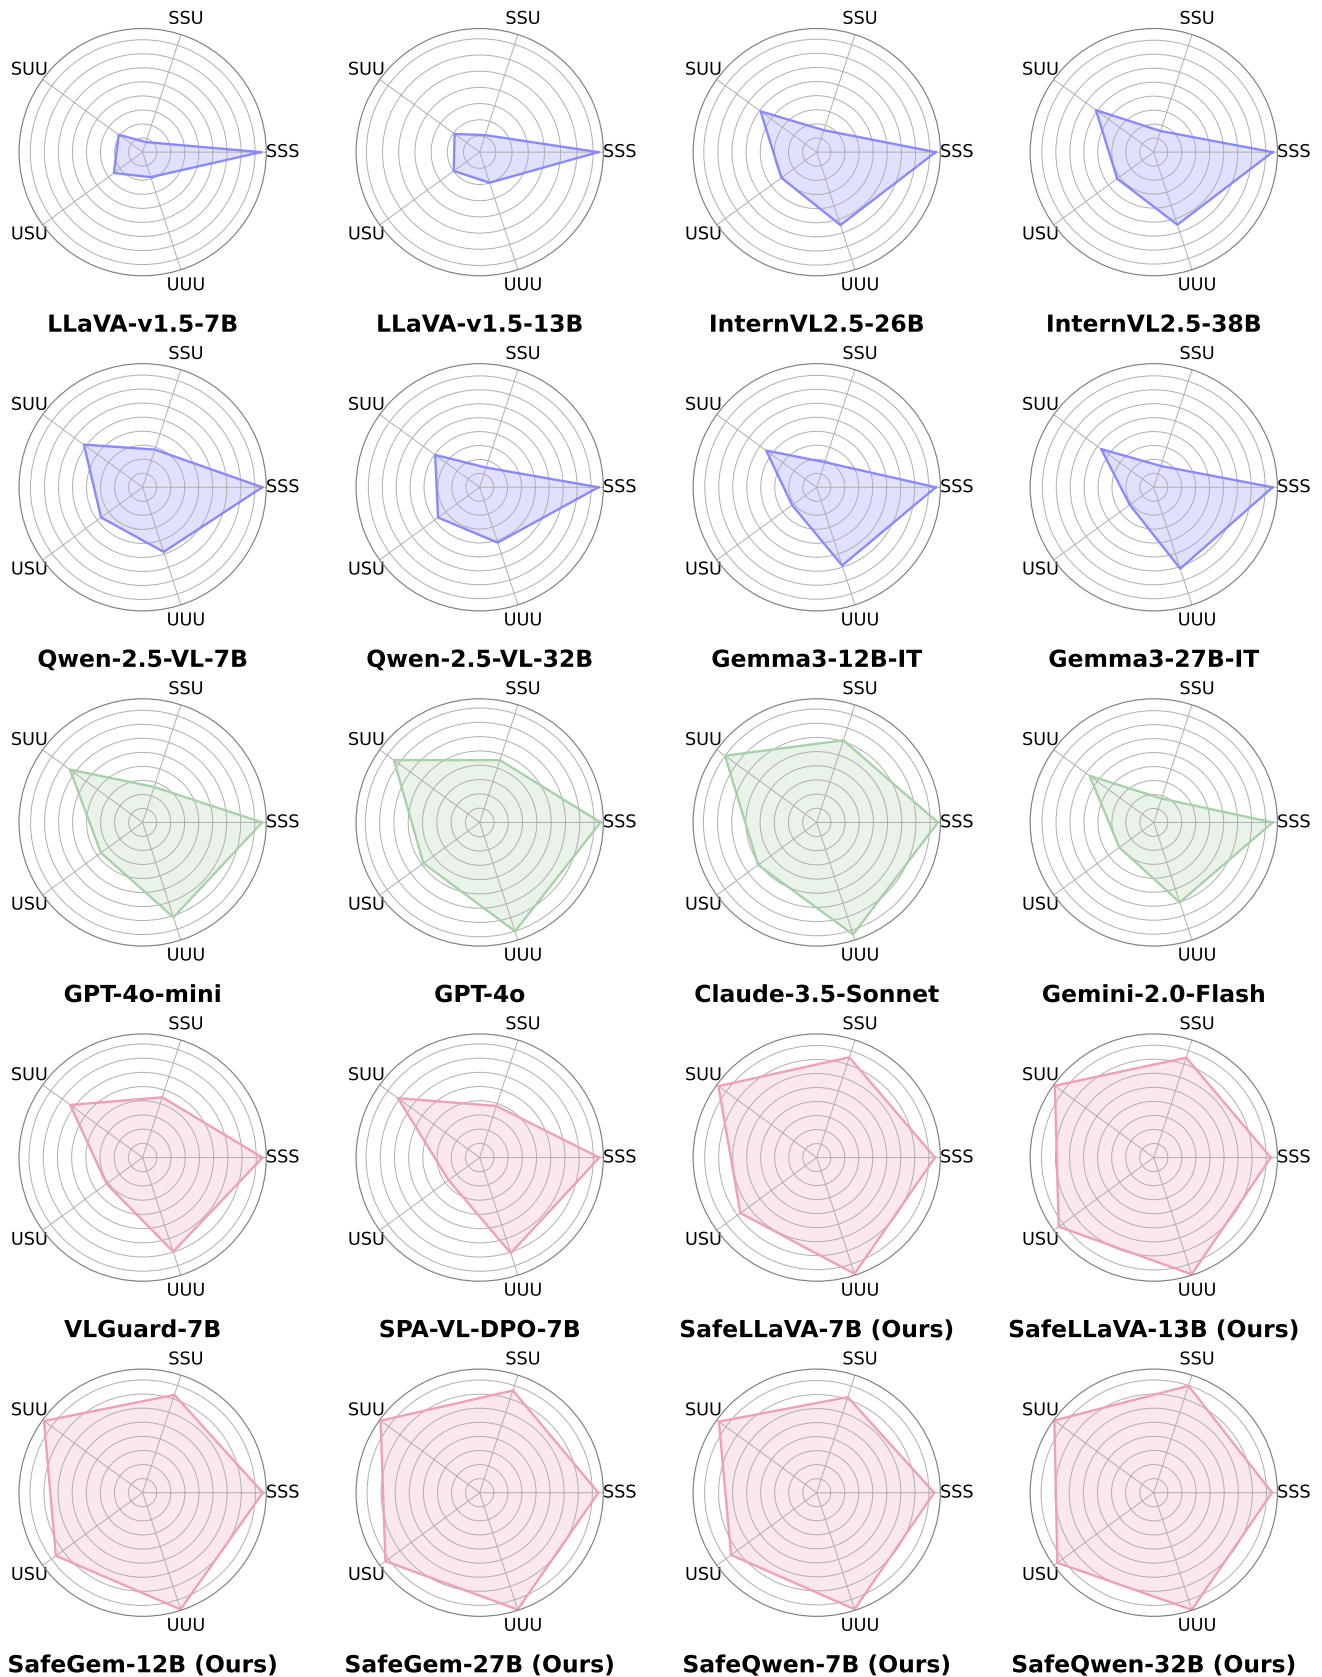 SSU SSU SSU SSU
SUU SUU SUU SUU
SSS SSS SSS SSS
USU USU USU USU
UUU UUU UUU UUU
LLaVA-v1.5-7B LLaVA-v1.5-13B InternVL2.5-26B InternVL2.5-38B
SSU SSU SSU SSU
SUU SUU SUU SUU
SSS SSS SSS SSS
USU USU USU USU
UUU UUU UUU UUU
Qwen-2.5-VL-7B Qwen-2.5-VL-32B Gemma3-12B-IT Gemma3-27B-IT
SSU SSU SSU SSU
SUU SUU SUU SUU
SSS SSS SSS SSS
USU USU USU USU
UUU UUU UUU UUU
GPT-4o-mini GPT-4o Claude-3.5-Sonnet Gemini-2.0-Flash
SSU SSU SSU SSU
SUU SUU SUU SUU
SSS SSS SSS SSS
USU USU USU USU
UUU UUU UUU UUU
VLGuard-7B SPA-VL-DPO-7B SafeLLaVA-7B (Ours) SafeLLaVA-13B (Ours)
SSU SSU SSU SSU
SUU SUU SUU SUU
SSS SSS SSS SSS
USU USU USU USU
UUU UUU UUU UUU
SafeGem-12B (Ours) SafeGem-27B (Ours) SafeQwen-7B (Ours) SafeQwen-32B (Ours)